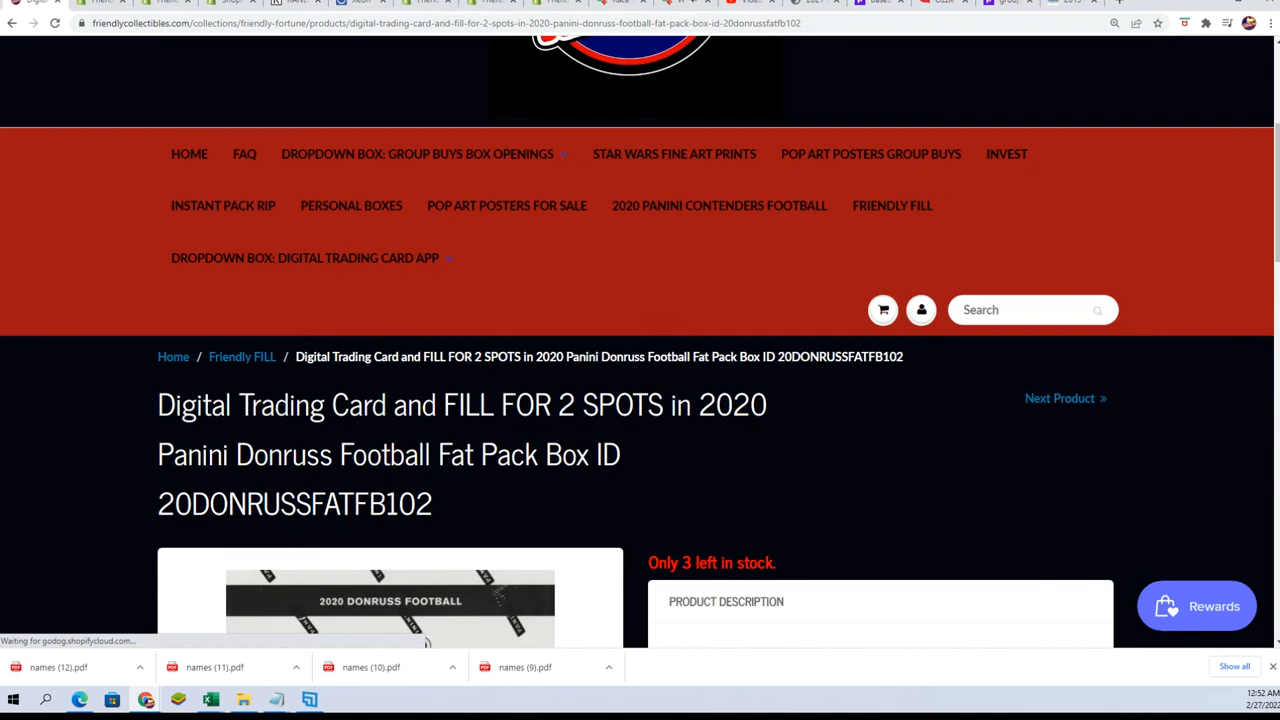 friendlycollectibles.com/collections/friendly-fortune/products/digital-trading-card-and-fill-for-2-spots-in-2020-panini-donruss-football-fat-pack-box-id-20donrussfatfb102
HOME FAQ DROPDOWN BOX: GROUP BUYS BOX OPENINGS STAR WARS FINE ART PRINTS POP ART POSTERS GROUP BUYS INVEST
INSTANT PACK RIP PERSONAL BOXES POP ART POSTERS FOR SALE 2020 PANINI CONTENDERS FOOTBALL FRIENDLY FILL
DROPDOWN BOX: DIGITAL TRADING CARD APP
Search
Home / Friendly FILL / Digital Trading Card and FILL FOR 2 SPOTS in 2020 Panini Donruss Football Fat Pack Box ID 20DONRUSSFATFB102
Digital Trading Card and FILL FOR 2 SPOTS in 2020
Panini Donruss Football Fat Pack Box ID
20DONRUSSFATFB102
Next Product »
Only 3 left in stock.
PRODUCT DESCRIPTION
2020 DONRUSS FOOTBALL
Rewards
Waiting for godog.shopifycloud.com...
names (12).pdf names (11).pdf names (10).pdf names (9).pdf Show all
12:52 AM